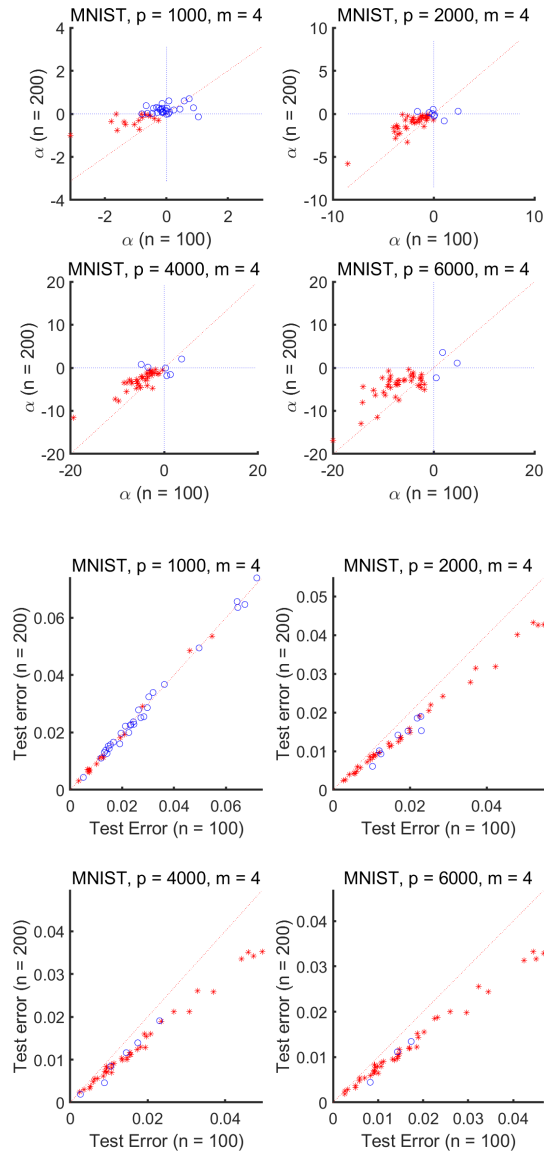 MNIST, p = 1000, m = 4
4
2
0
-2
-4
-2 0 2
α (n = 200)
α (n = 100)
MNIST, p = 2000, m = 4
10
5
0
-5
-10
-10 0 10
α (n = 200)
α (n = 100)
MNIST, p = 4000, m = 4
20
10
0
-10
-20
-20 0 20
α (n = 200)
α (n = 100)
MNIST, p = 6000, m = 4
20
10
0
-10
-20
-20 0 20
α (n = 200)
α (n = 100)
MNIST, p = 1000, m = 4
0.06
0.04
0.02
0
0 0.02 0.04 0.06
Test error (n = 200)
Test Error (n = 100)
MNIST, p = 2000, m = 4
0.05
0.04
0.03
0.02
0.01
0
0 0.02 0.04
Test error (n = 200)
Test Error (n = 100)
MNIST, p = 4000, m = 4
0.04
0.03
0.02
0.01
0
0 0.02 0.04
Test error (n = 200)
Test Error (n = 100)
MNIST, p = 6000, m = 4
0.04
0.03
0.02
0.01
0
0 0.01 0.02 0.03 0.04
Test error (n = 200)
Test Error (n = 100)